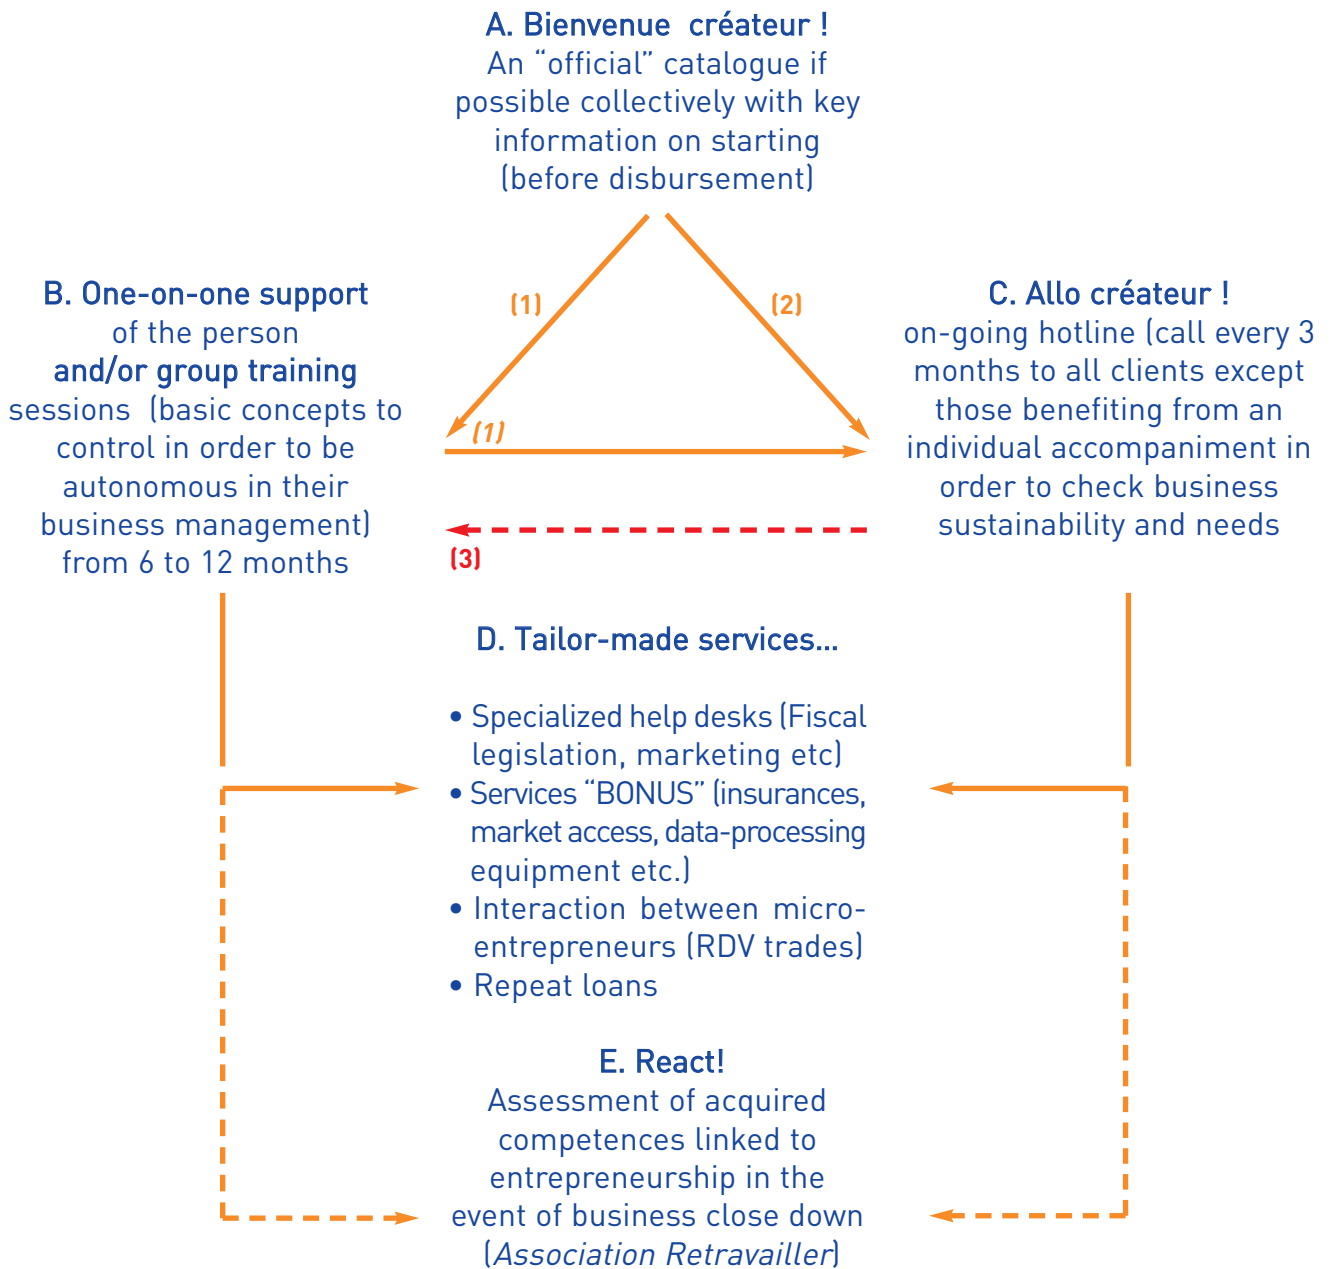 A. Bienvenue créateur !
An “official” catalogue if
possible collectively with key
information on starting
(before disbursement)
(1)
(2)
B. One-on-one support
of the person
and/or group training
sessions (basic concepts to
control in order to be
autonomous in their
business management)
from 6 to 12 months
C. Allo créateur !
on-going hotline (call every 3
months to all clients except
those benefiting from an
individual accompaniment in
order to check business
sustainability and needs
(1)
(3)
D. Tailor-made services...
• Specialized help desks (Fiscal
legislation, marketing etc)
• Services “BONUS” (insurances,
market access, data-processing
equipment etc.)
• Interaction between micro-
entrepreneurs (RDV trades)
• Repeat loans
E. React!
Assessment of acquired
competences linked to
entrepreneurship in the
event of business close down
(Association Retravailler)